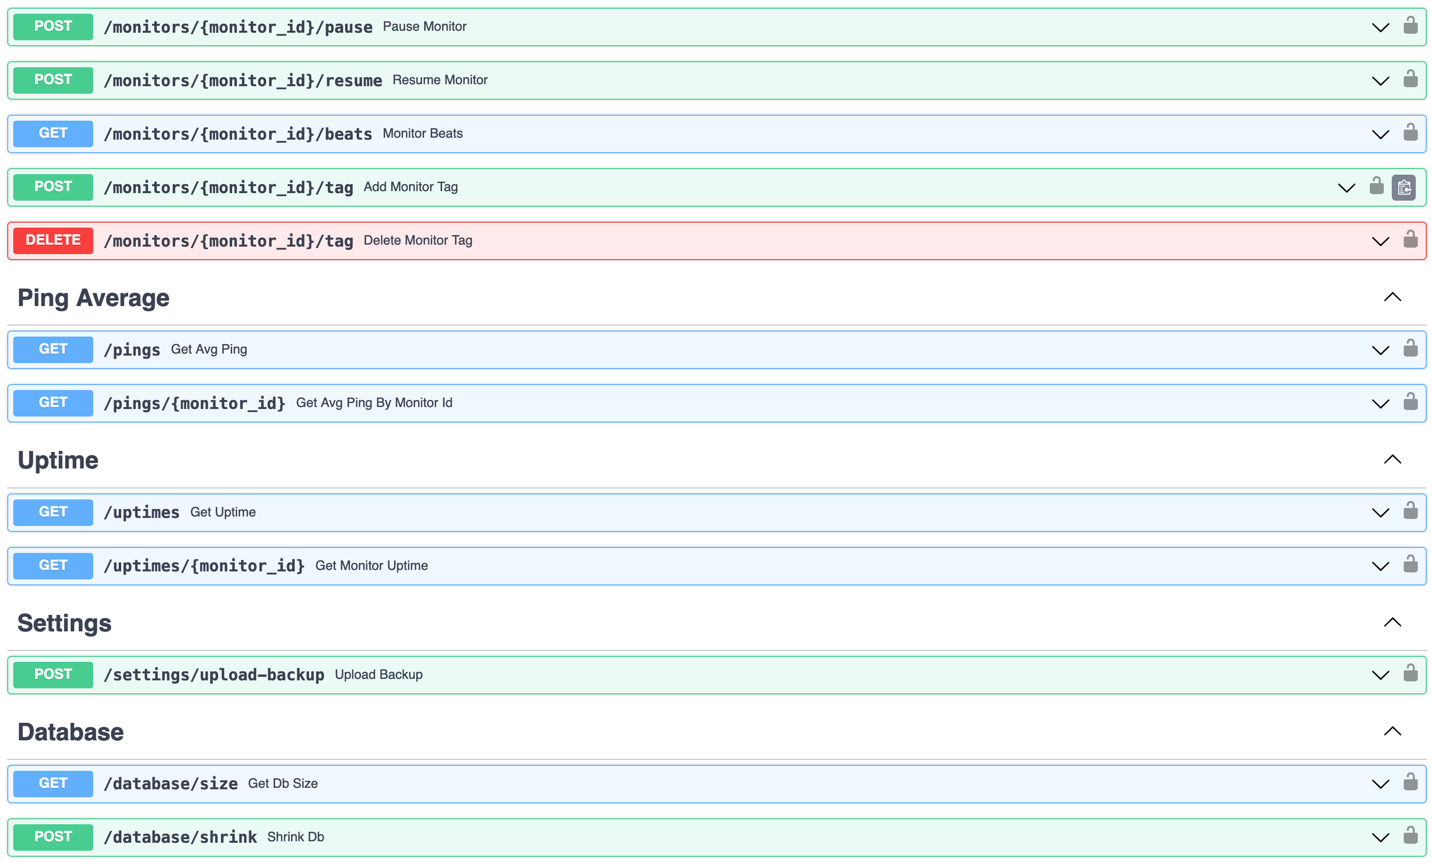 POST /monitors/{monitor_id}/pause Pause Monitor
POST /monitors/{monitor_id}/resume Resume Monitor
GET /monitors/{monitor_id}/beats Monitor Beats
POST /monitors/{monitor_id}/tag Add Monitor Tag
DELETE /monitors/{monitor_id}/tag Delete Monitor Tag
Ping Average
GET /pings Get Avg Ping
GET /pings/{monitor_id} Get Avg Ping By Monitor Id
Uptime
GET /uptimes Get Uptime
GET /uptimes/{monitor_id} Get Monitor Uptime
Settings
POST /settings/upload-backup Upload Backup
Database
GET /database/size Get Db Size
POST /database/shrink Shrink Db